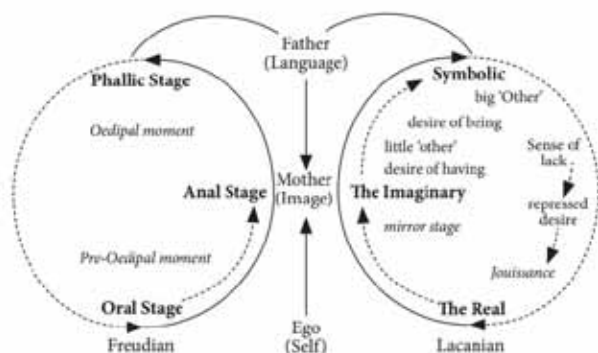 Father
(Language)
Phallic Stage
Symbolic
big 'Other'
Oedipal moment
desire of being
little 'other'
desire of having
Sense of
lack
Anal Stage
Mother
(Image)
The Imaginary
repressed
desire
mirror stage
Pre-Oedipal moment
Jouissance
Oral Stage
The Real
Ego
(Self)
Freudian
Lacanian